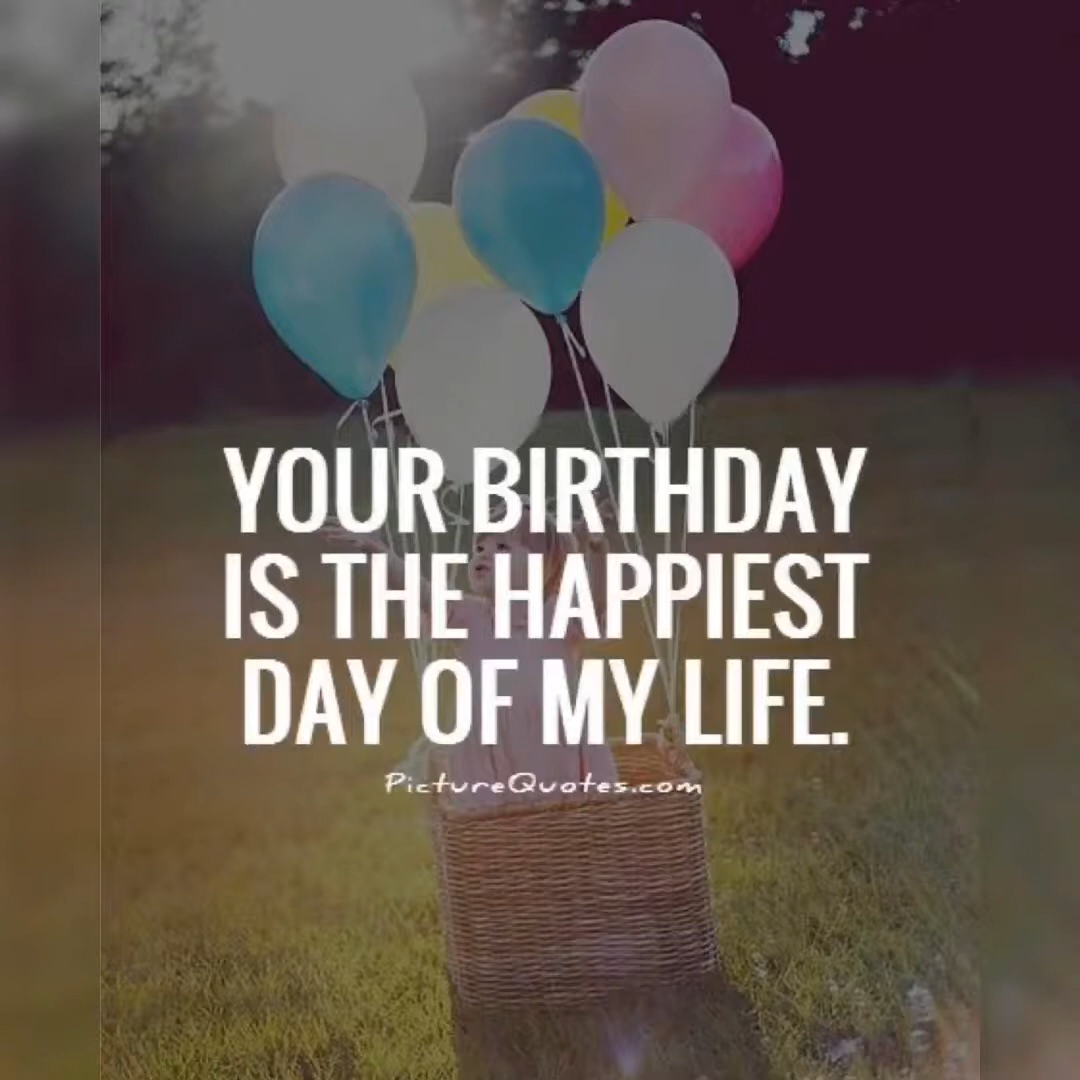 YOUR BIRTHDAY
IS THE HAPPIEST
DAY OF MY LIFE.
PictureQuotes.com